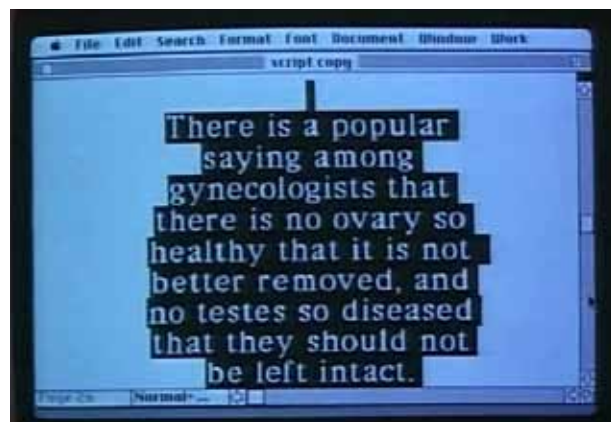 File Edit Search Format Font Document Window Work
script copy
There is a popular
saying among
gynecologists that
there is no ovary so
healthy that it is not
better removed, and
no testes so diseased
that they should not
be left intact.
Normal+...